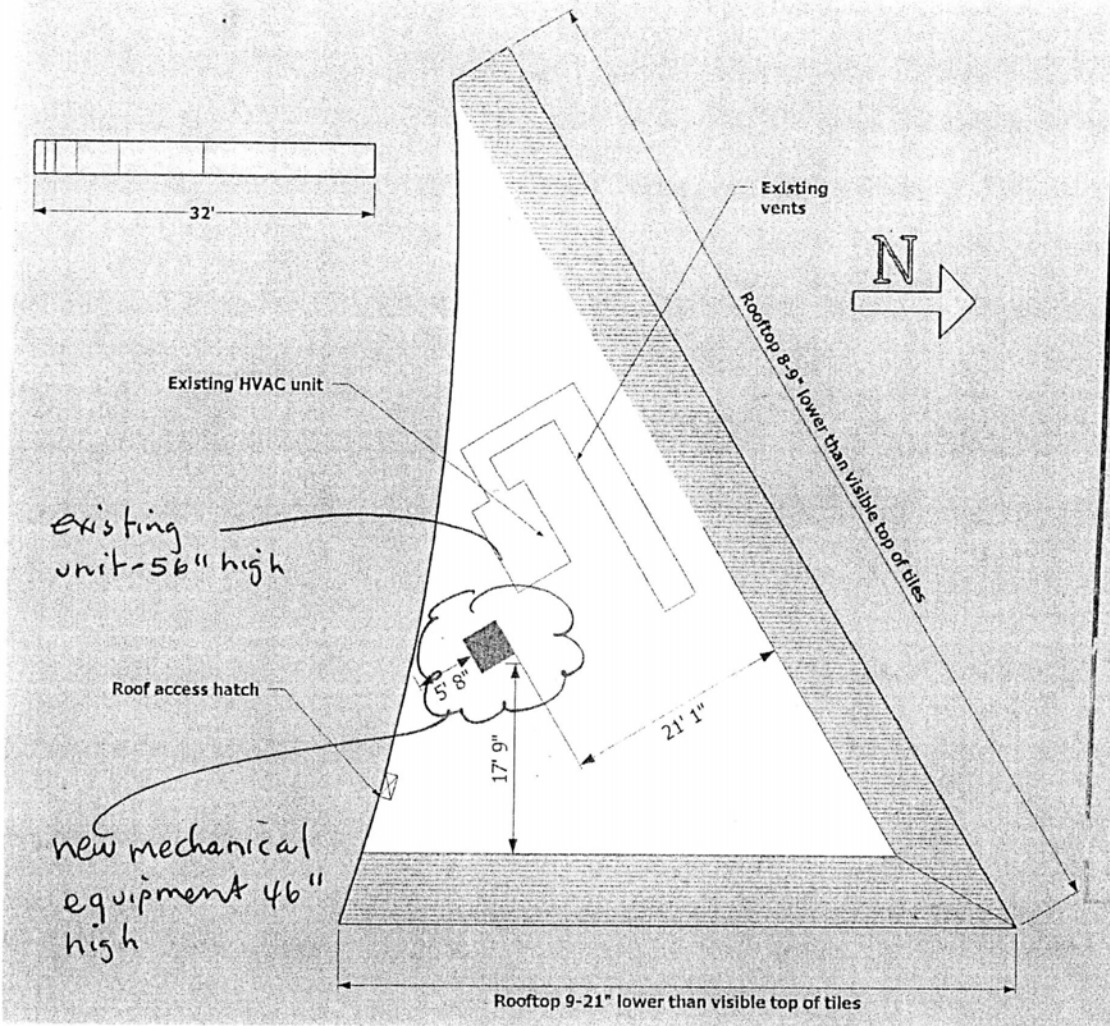 32'
Existing
vents
N
Rooftop 8-9" lower than visible top of tiles
Existing HVAC unit
existing
unit-56" high
5' 8"
Roof access hatch
17' 9"
21' 1"
new mechanical
equipment 46"
high
Rooftop 9-21" lower than visible top of tiles